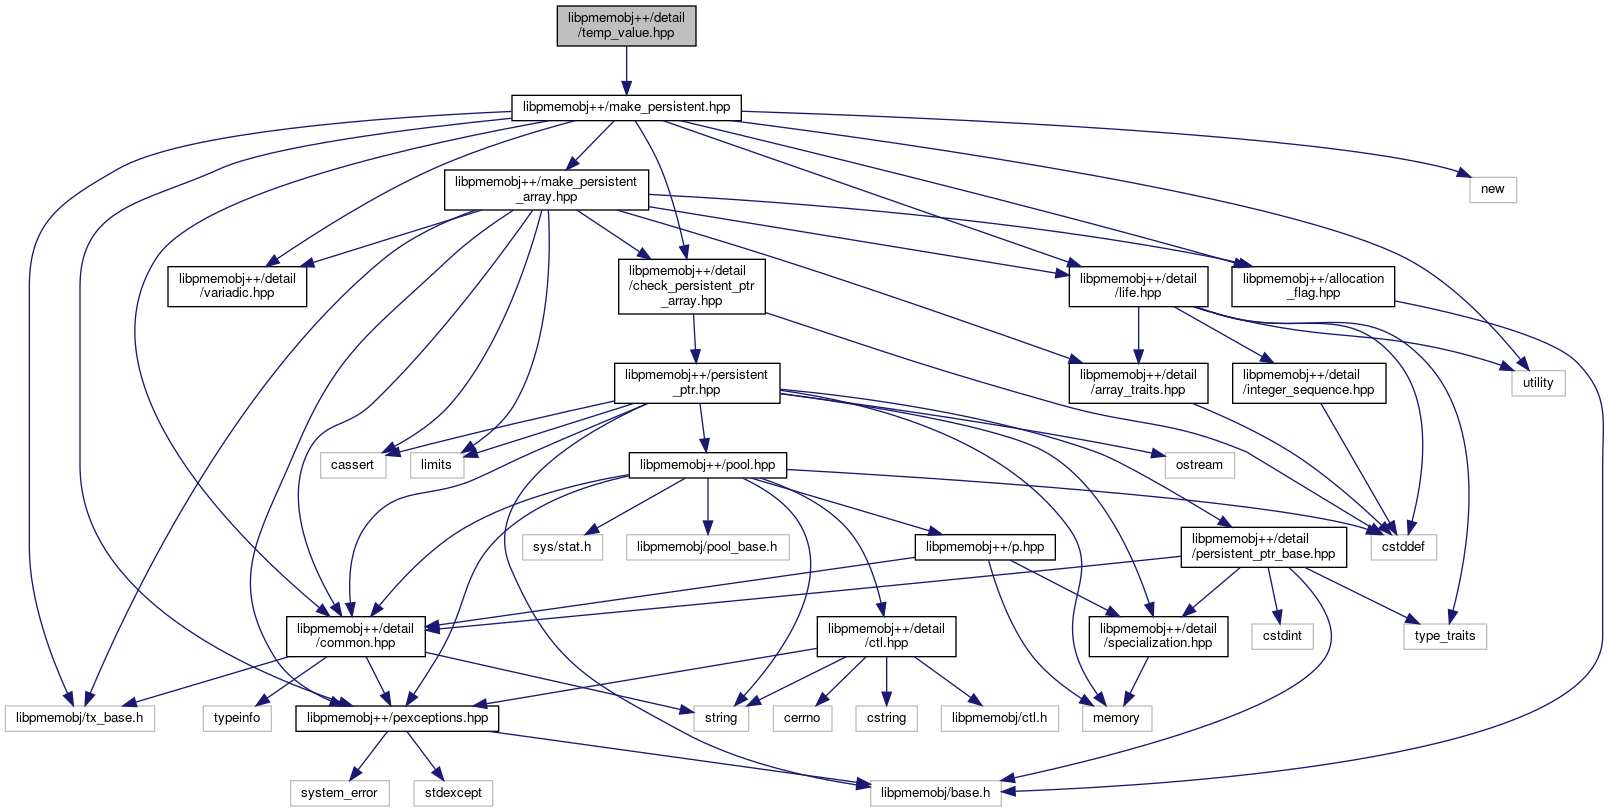 libpmemobj++/detail
/temp_value.hpp
libpmemobj++/make_persistent.hpp
libpmemobj++/make_persistent
_array.hpp
new
libpmemobj++/detail
/variadic.hpp
libpmemobj++/detail
/check_persistent_ptr
_array.hpp
libpmemobj++/detail
/life.hpp
libpmemobj++/allocation
_flag.hpp
libpmemobj++/persistent
_ptr.hpp
libpmemobj++/detail
/array_traits.hpp
libpmemobj++/detail
/integer_sequence.hpp
utility
cassert
limits
libpmemobj++/pool.hpp
ostream
sys/stat.h
libpmemobj/pool_base.h
libpmemobj++/p.hpp
libpmemobj++/detail
/persistent_ptr_base.hpp
cstddef
libpmemobj++/detail
/common.hpp
libpmemobj++/detail
/ctl.hpp
libpmemobj++/detail
/specialization.hpp
cstdint
type_traits
libpmemobj/tx_base.h
typeinfo
libpmemobj++/pexceptions.hpp
string
cerrno
cstring
libpmemobj/ctl.h
memory
system_error
stdexcept
libpmemobj/base.h